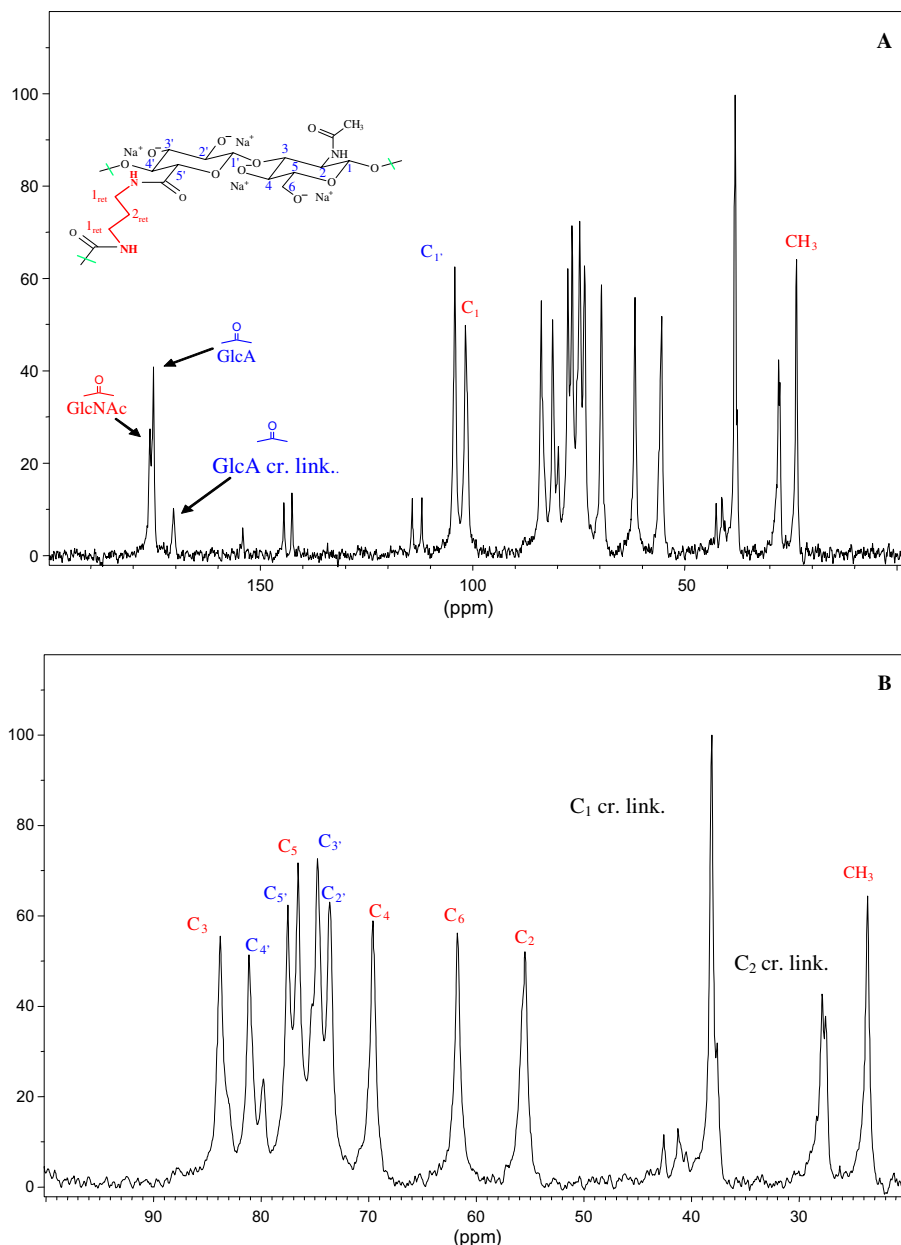 A
100
80
60
40
20
0
150
100
50
(ppm)
O
CH₃
Na⁺
O⁻
Na⁺
3'
2'
O⁻
3
NH
O
4'
1'
O
2
1
O
5'
O
O⁻
5
4
O
H
N
O
Na⁺
6
O⁻
Na⁺
1ret
2ret
1ret
O
NH
C1'
C1
CH3
O
GlcA
O
GlcNAc
O
GlcA cr. link..
B
100
80
60
40
20
0
90
80
70
60
50
40
30
(ppm)
C3
C4'
C5'
C5
C3'
C2'
C4
C6
C2
C1 cr. link.
C2 cr. link.
CH3